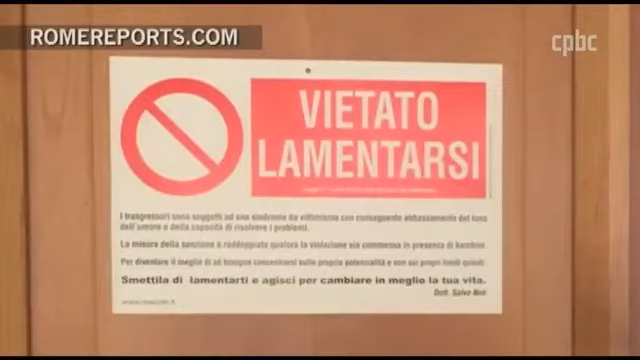 ROMEREPORTS.COM
cpbc
VIETATO
LAMENTARSI
I trasgressori sono soggetti ad una sindrome da vittimismo con conseguente abbassamento del tono
dell'umore e della capacità di risolvere i problemi.
La misura della sanzione è raddoppiata qualora la violazione sia commessa in presenza di bambini.
Per diventare il meglio di sé bisogna concentrarsi sulle proprie potenzialità e non sui propri limiti quindi:
Smettila di lamentarti e agisci per cambiare in meglio la tua vita.
Dott. Salvo Noè